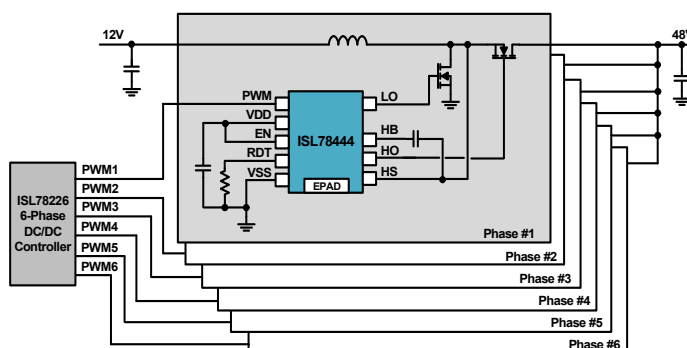 12V
48V
PWM
VDD
EN
RDT
VSS
ISL78444
EPAD
LO
HB
HO
HS
ISL78226
6-Phase
DC/DC
Controller
PWM1
PWM2
PWM3
PWM4
PWM5
PWM6
Phase #1
Phase #2
Phase #3
Phase #4
Phase #5
Phase #6